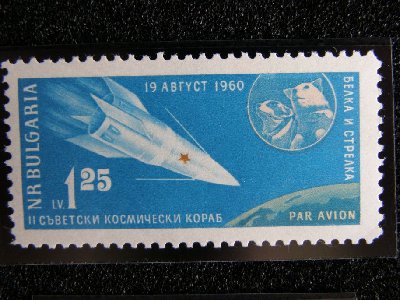 19 АВГУСТ 1960
БЕЛКА И СТРЕЛКА
NR BULGARIA
LV. 1 25
II СЪВЕТСКИ КОСМИЧЕСКИ КОРАБ
PAR AVION